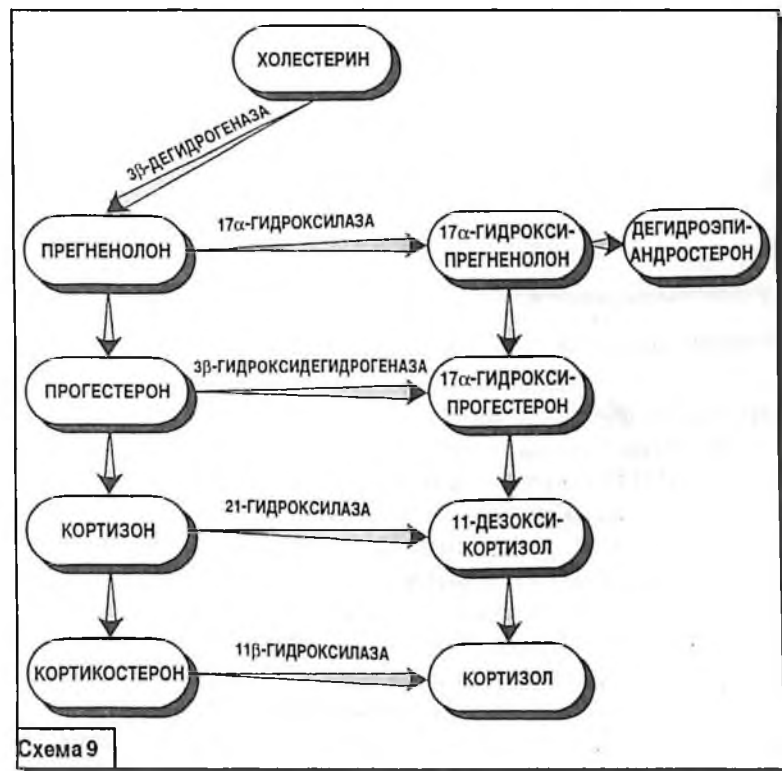 ХОЛЕСТЕРИН
3β-ДЕГИДРОГЕНАЗА
ПРЕГНЕНОЛОН
17α-ГИДРОКСИЛАЗА
17α-ГИДРОКСИ-
ПРЕГНЕНОЛОН
ДЕГИДРОЭПИ-
АНДРОСТЕРОН
ПРОГЕСТЕРОН
3β-ГИДРОКСИДЕГИДРОГЕНАЗА
17α-ГИДРОКСИ-
ПРОГЕСТЕРОН
КОРТИЗОН
21-ГИДРОКСИЛАЗА
11-ДЕЗОКСИ-
КОРТИЗОЛ
КОРТИКОСТЕРОН
11β-ГИДРОКСИЛАЗА
КОРТИЗОЛ
Схема 9